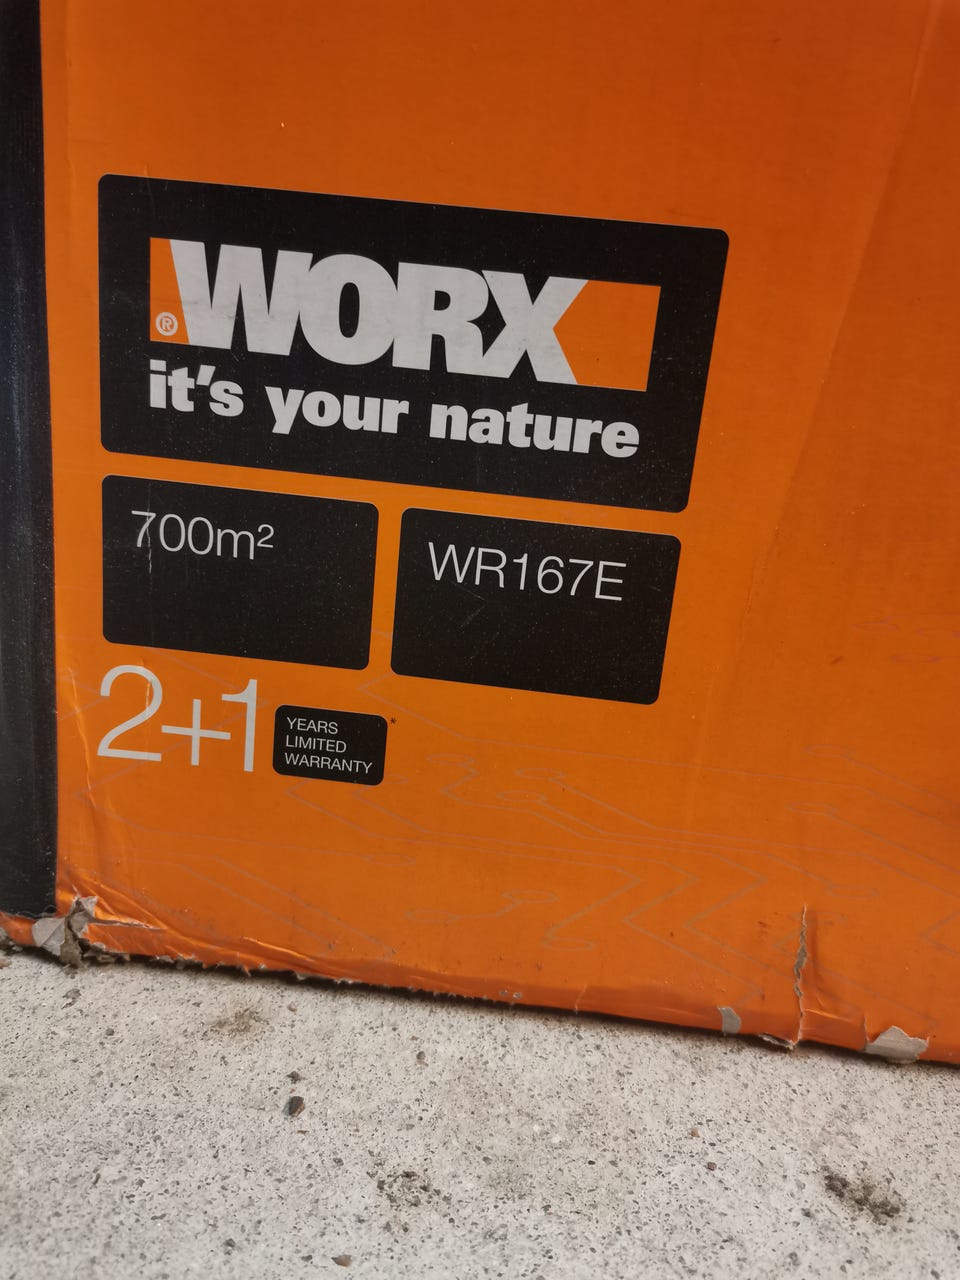 ® WORX
it's your nature
700m²
WR167E
2+1
YEARS
LIMITED
WARRANTY
*